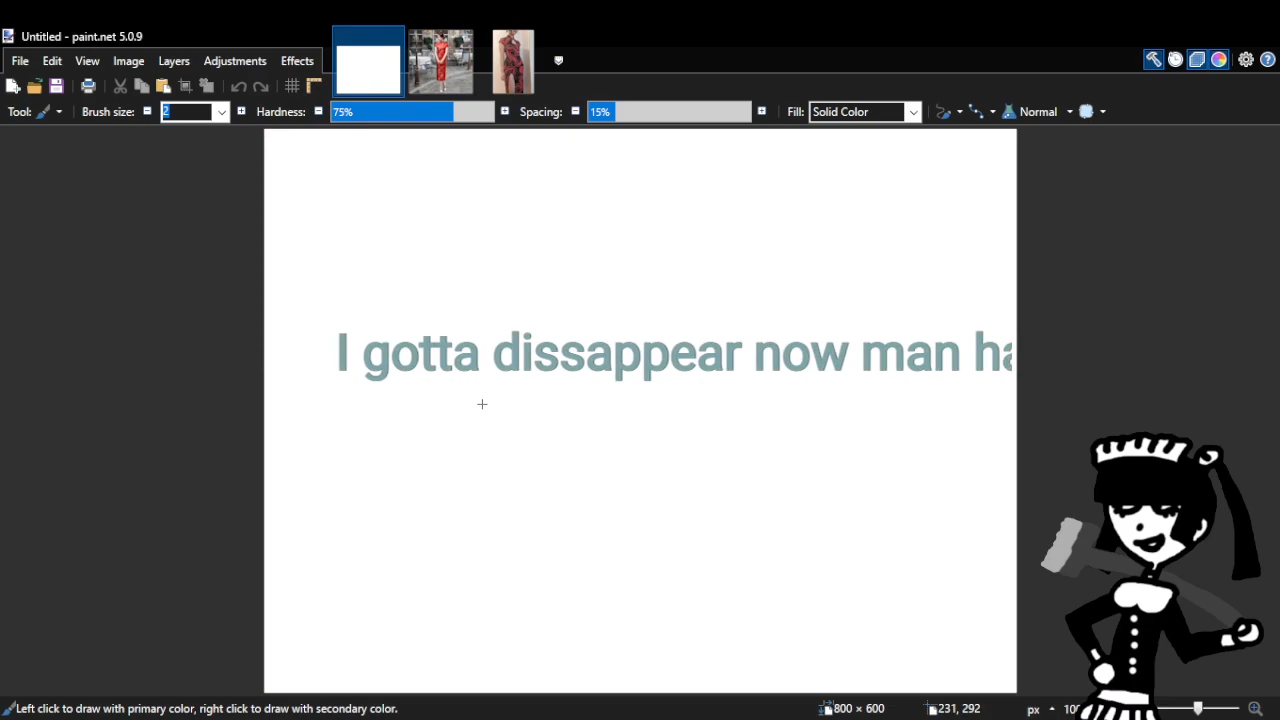 Untitled - paint.net 5.0.9
File Edit View Image Layers Adjustments Effects
Tool: Brush size: 2 Hardness: 75% Spacing: 15% Fill: Solid Color Normal
I gotta dissappear now man
Left click to draw with primary color, right click to draw with secondary color. 800 × 600 231, 292 px